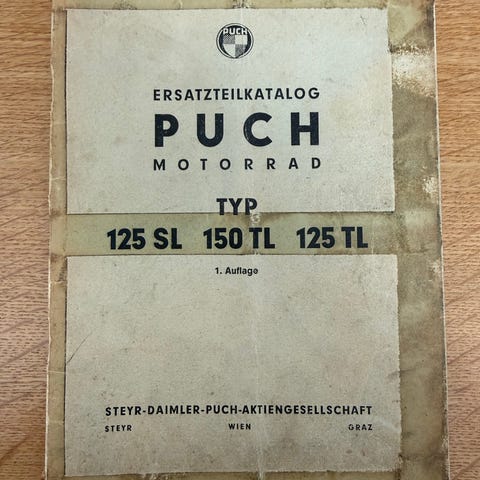 PUCH
ERSATZTEILKATALOG
PUCH
MOTORRAD
TYP
125 SL 150 TL 125 TL
1. Auflage
STEYR-DAIMLER-PUCH-AKTIENGESELLSCHAFT
STEYR WIEN GRAZ